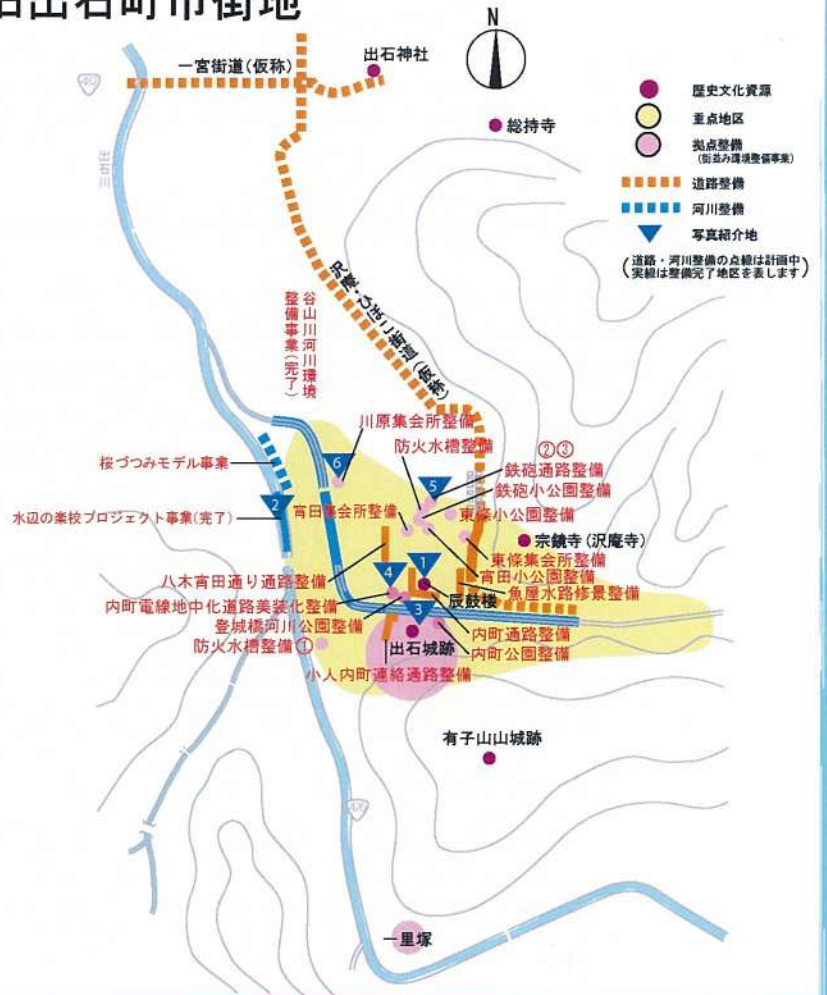 旧出石町市街地
N
一宮街道(仮称)
出石神社
総持寺
歴史文化資源
重点地区
拠点整備
(街並み環境整備事業)
道路整備
河川整備
写真紹介地
(道路・河川整備の点線は計画中
実線は整備完了地区を表します)
出石川
沢庵・ひぼこ街道(仮称)
谷山川河川環境
整備事業(完了)
川原集会所整備
防火水槽整備
②③
鉄砲通路整備
鉄砲小公園整備
桜づつみモデル事業
6
5
2
水辺の楽校プロジェクト事業(完了)
宵田集会所整備
東條小公園整備
宗鏡寺(沢庵寺)
東條集会所整備
宵田小公園整備
八木宵田通り通路整備
1
4
魚屋水路修景整備
辰鼓楼
内町電線地中化道路美装化整備
3
登城橋河川公園整備
内町通路整備
防火水槽整備①
出石城跡
内町公園整備
小人内町連絡通路整備
有子山山城跡
426
一里塚